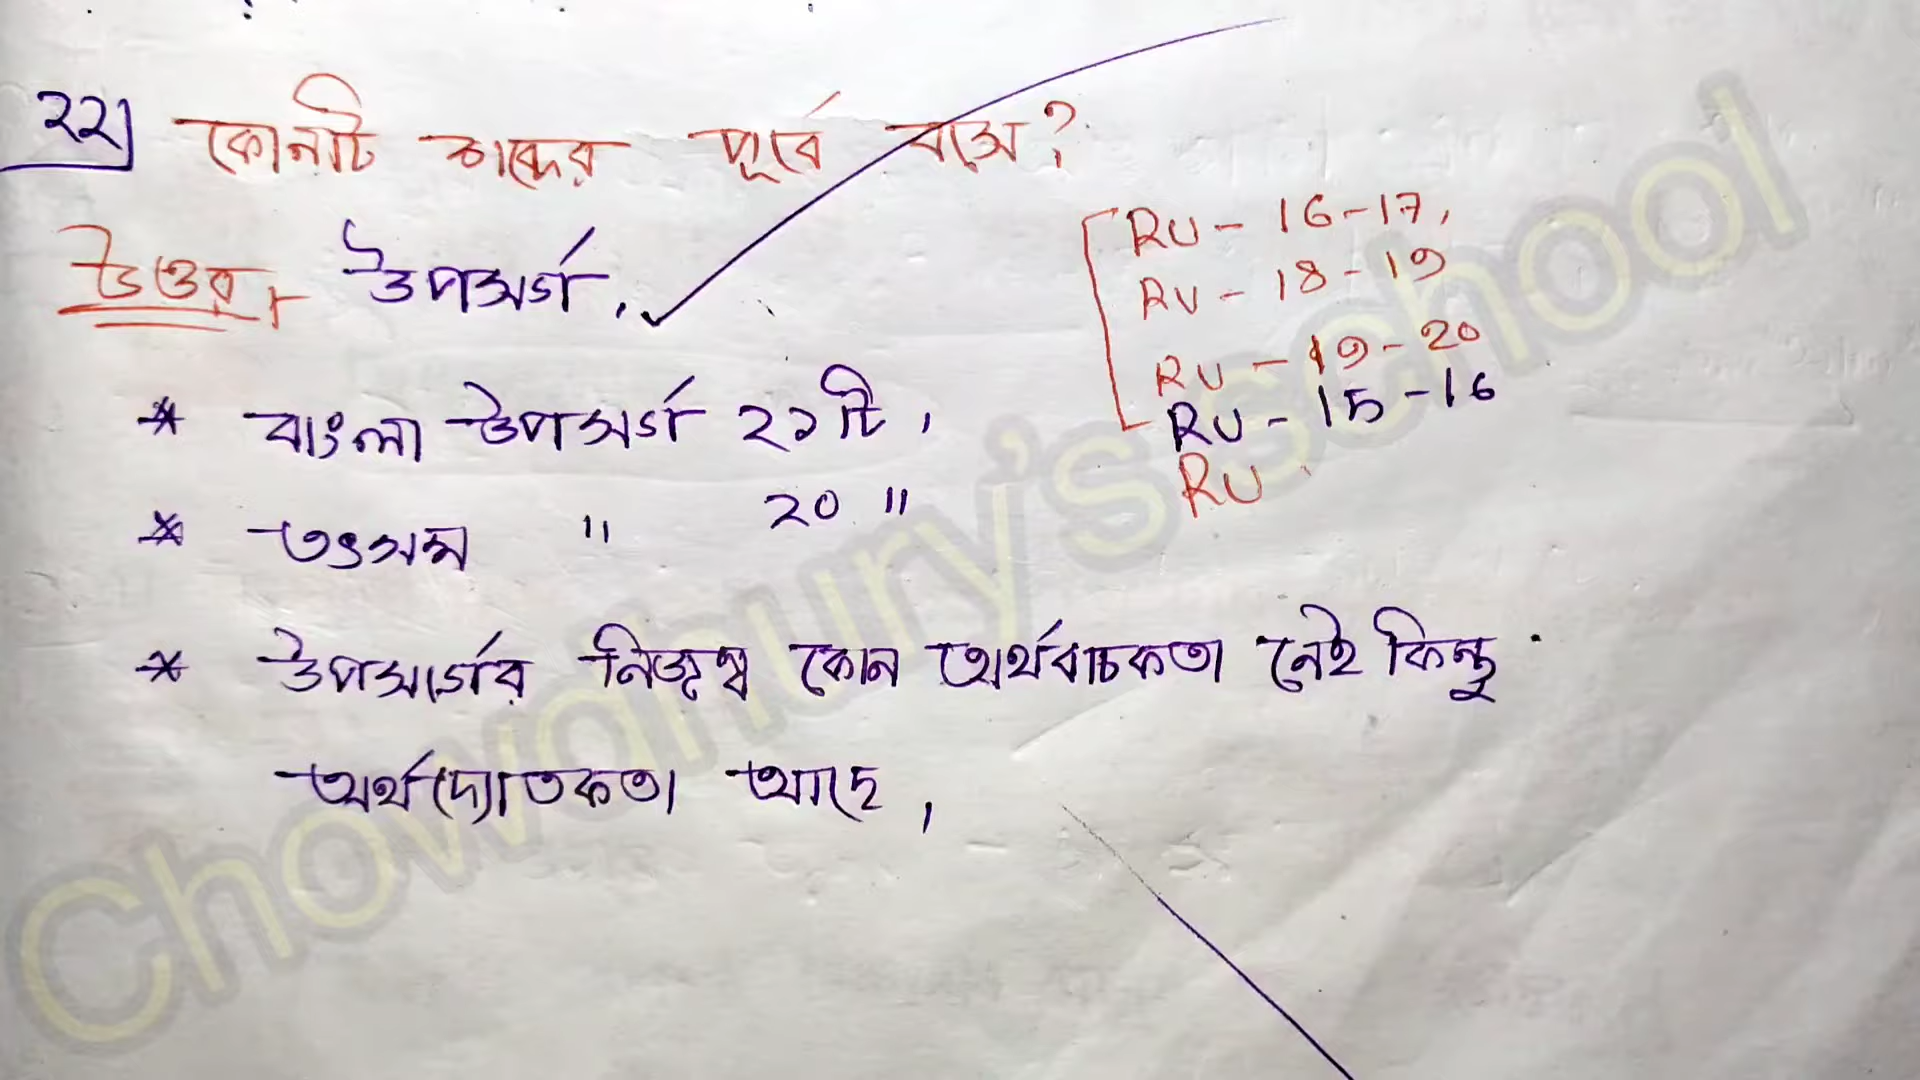 ২২) কোনটি শব্দের পূর্বে বসে?
উত্তর। উপসর্গ।
RU - 16-17,
RU - 18-19
RU - 19-20
RU - 15-16
RU
* বাংলা উপসর্গ ২১টি।
* তৎসম " ২০ "
* উপসর্গের নিজস্ব কোন অর্থবাচকতা নেই কিন্তু
অর্থদ্যোতকতা আছে।
Chowdhury's school